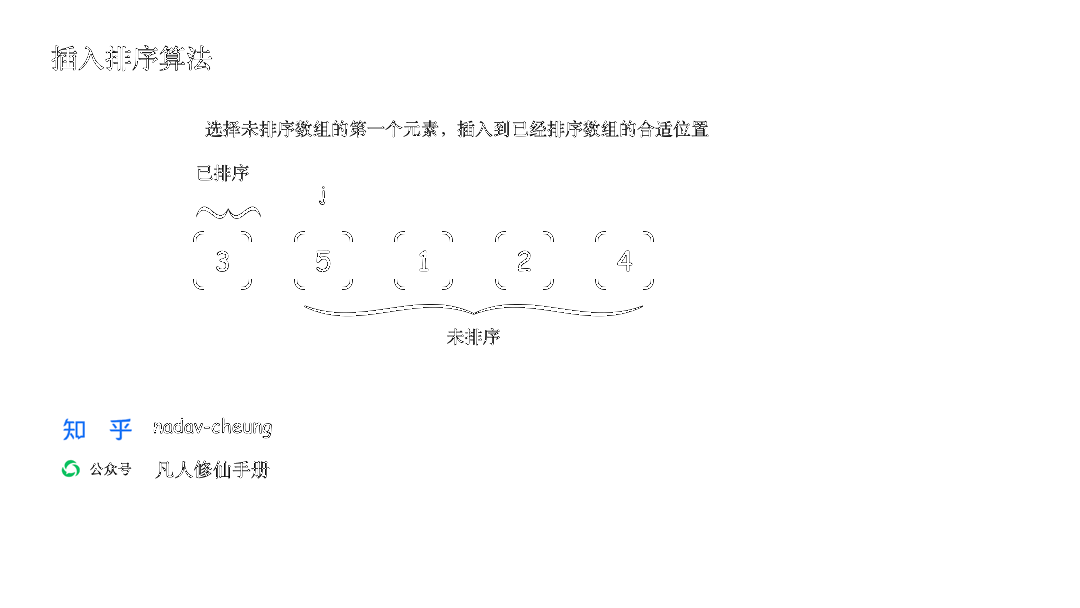 插入排序算法
选择未排序数组的第一个元素，插入到已经排序数组的合适位置
已排序
j
3 5 1 2 4
未排序
知乎 nadav-cheung
公众号 凡人修仙手册